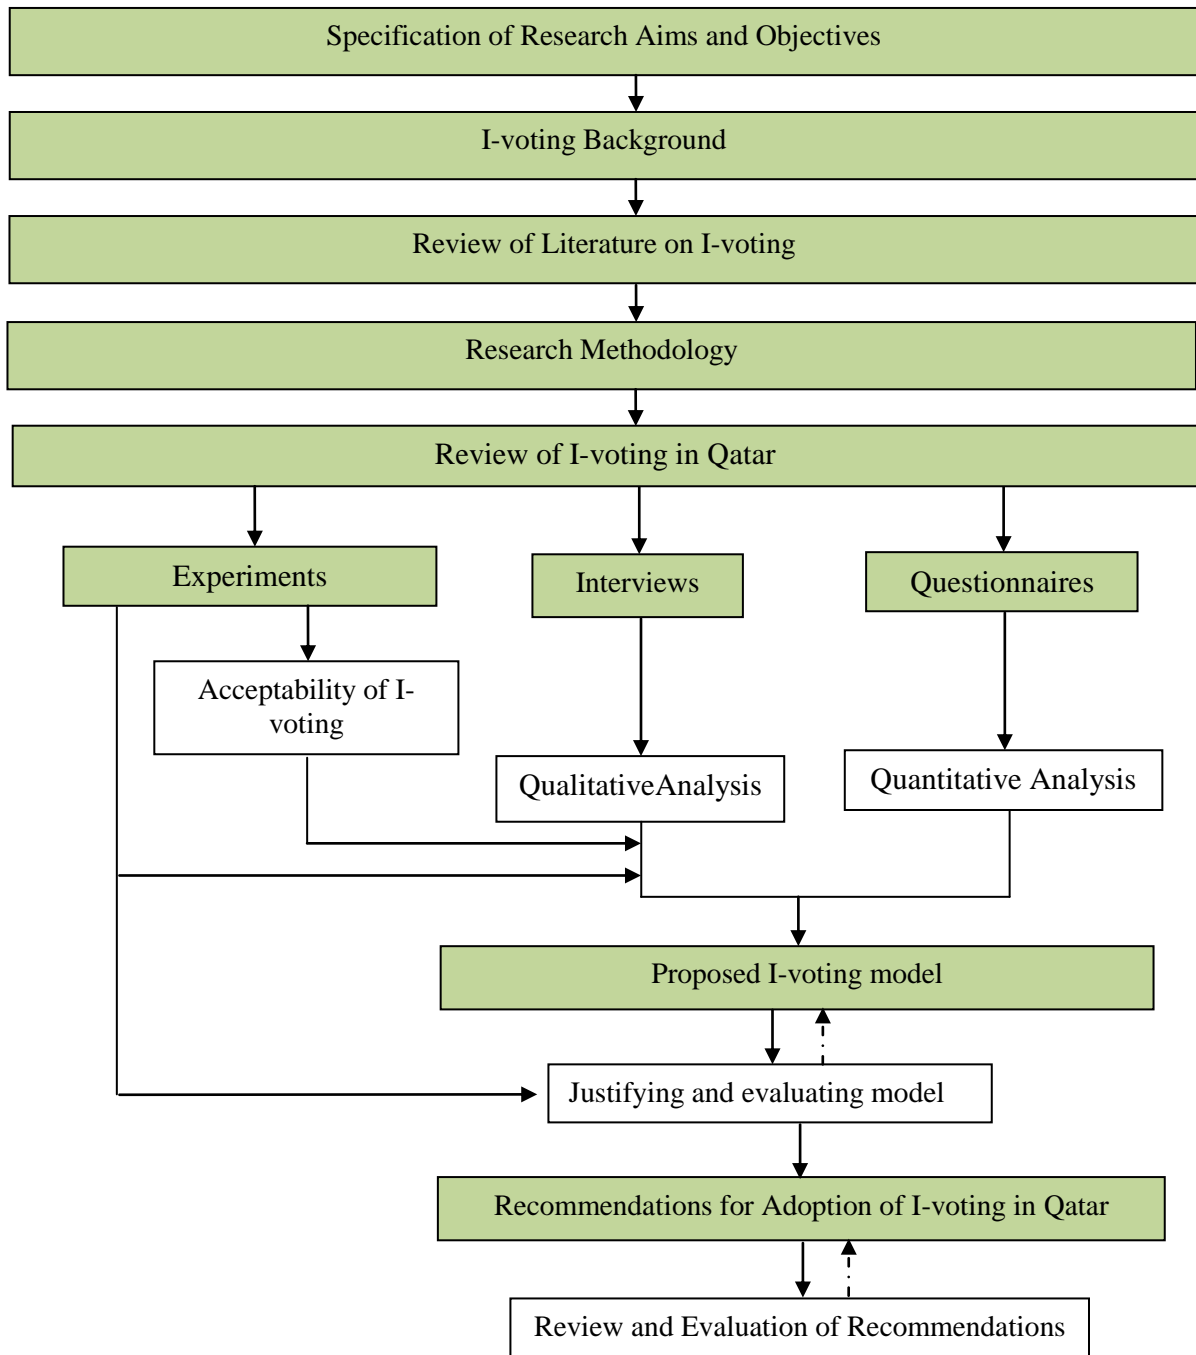 Specification of Research Aims and Objectives
I-voting Background
Review of Literature on I-voting
Research Methodology
Review of I-voting in Qatar
Experiments
Interviews
Questionnaires
Acceptability of I-
voting
QualitativeAnalysis
Quantitative Analysis
Proposed I-voting model
Justifying and evaluating model
Recommendations for Adoption of I-voting in Qatar
Review and Evaluation of Recommendations